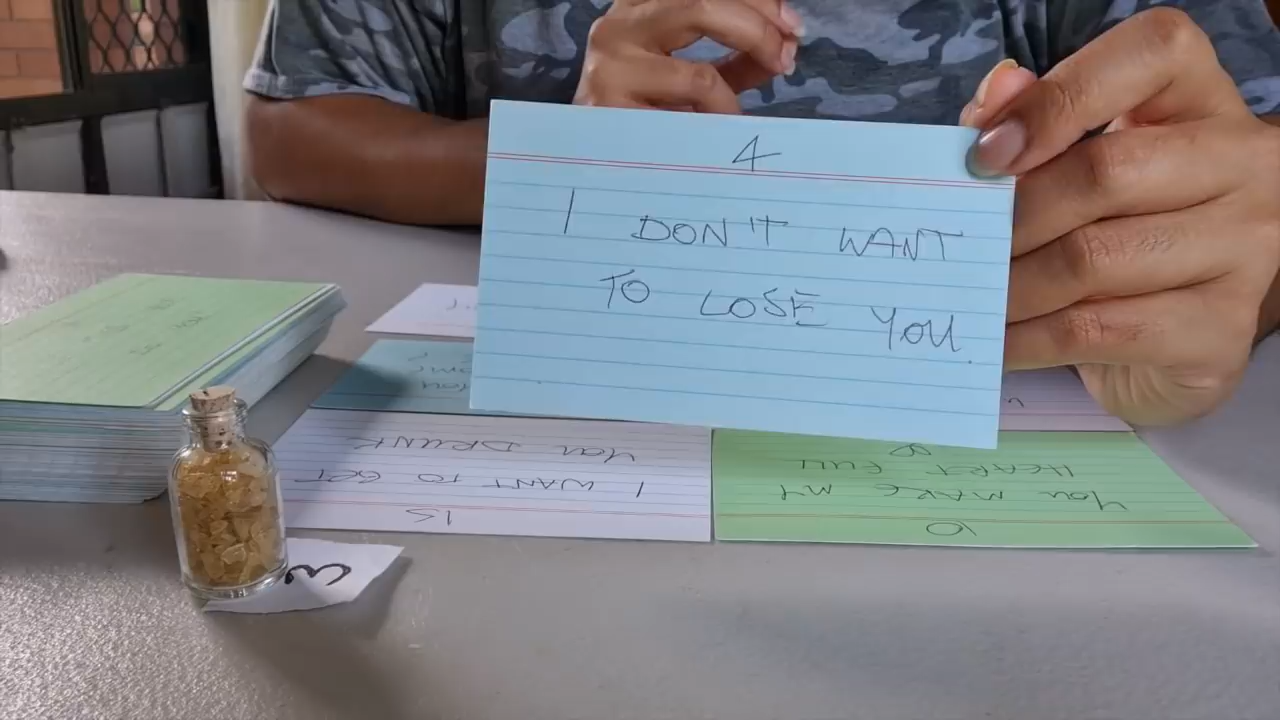 4
I DON'T WANT
TO LOSE YOU.
15
I WANT TO GET
YOU DRUNK
10
YOU MAKE MY
HEART FULL
3